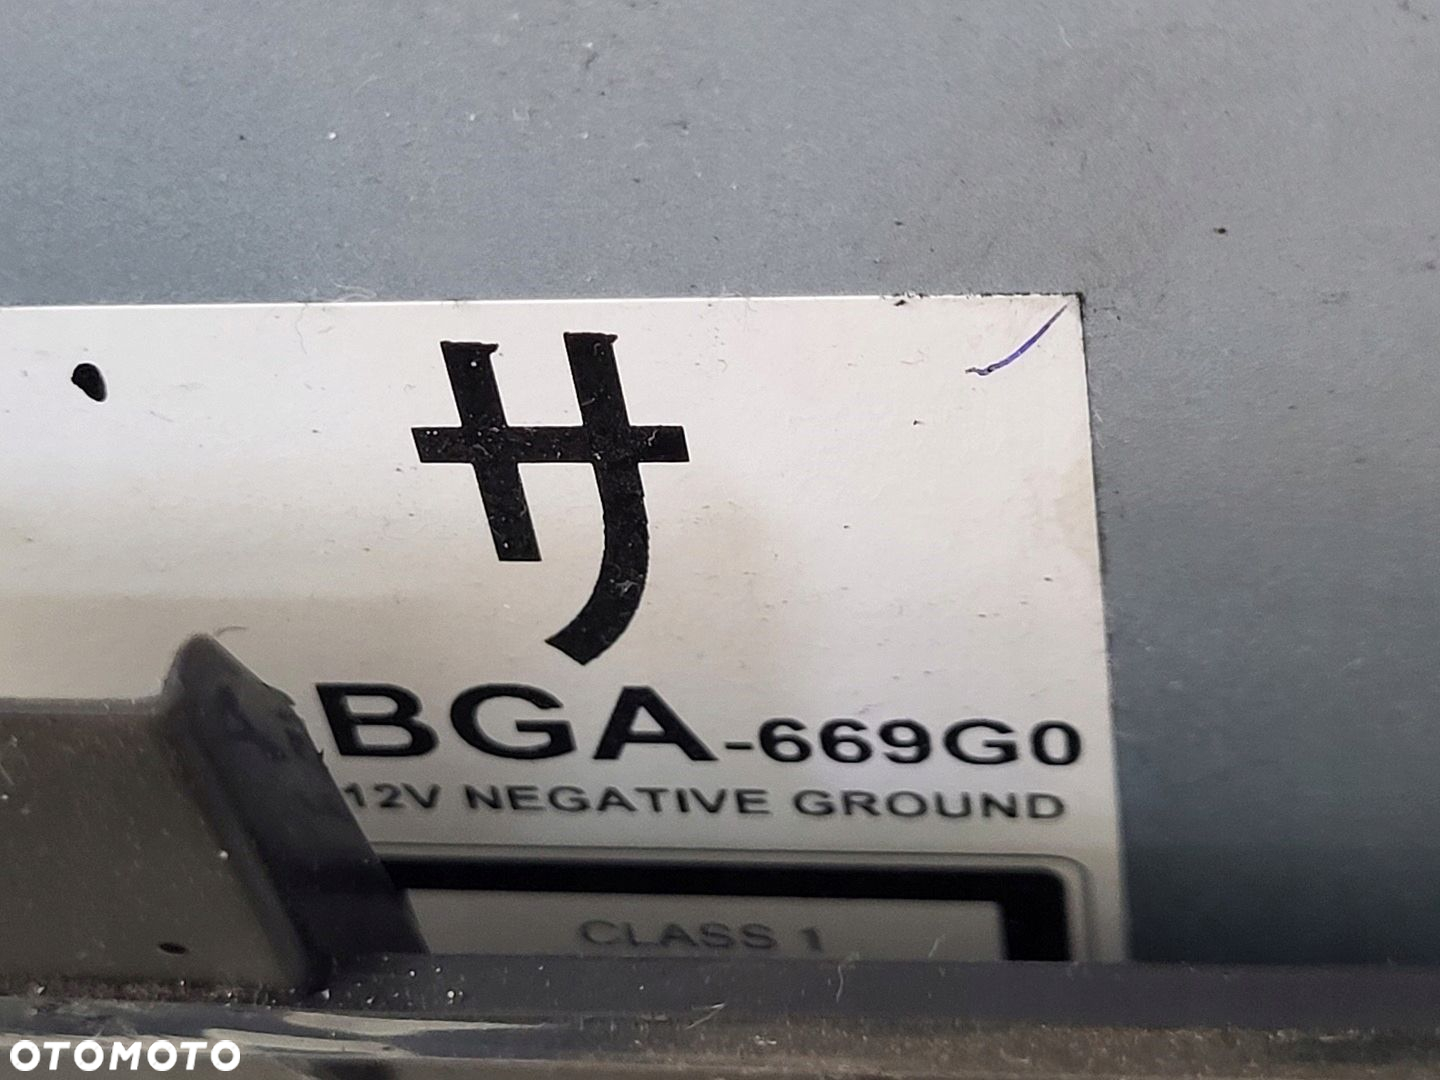 サ
BGA-669G0
12V NEGATIVE GROUND
CLASS 1
OTOMOTO